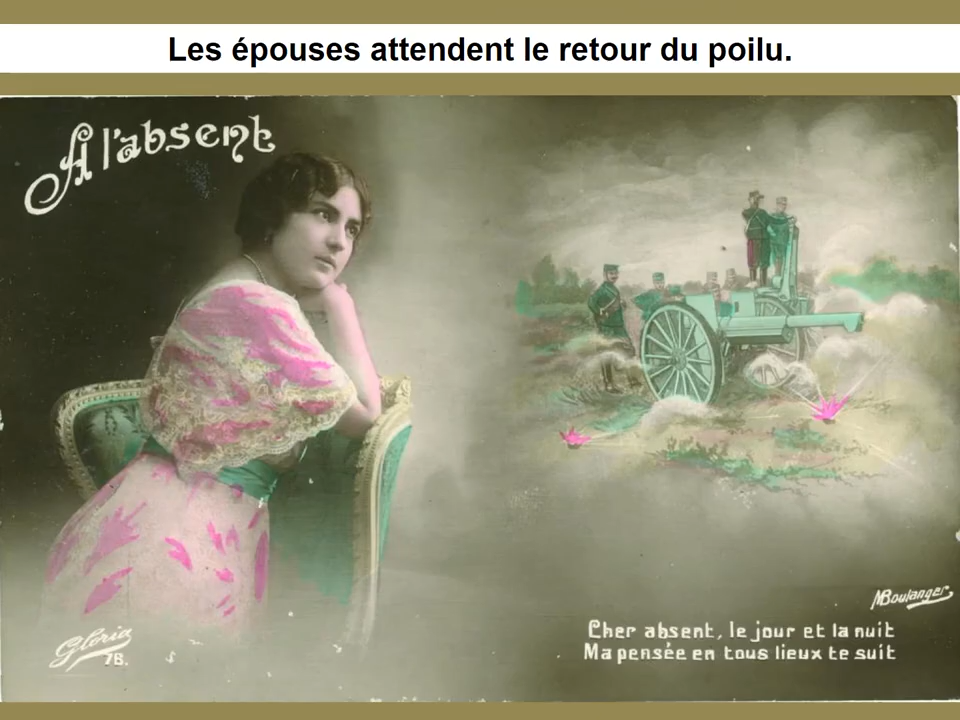 Les épouses attendent le retour du poilu.
A l'absent
Boulanger
Cher absent, le jour et la nuit
Ma pensée en tous lieux te suit
Gloria
78.